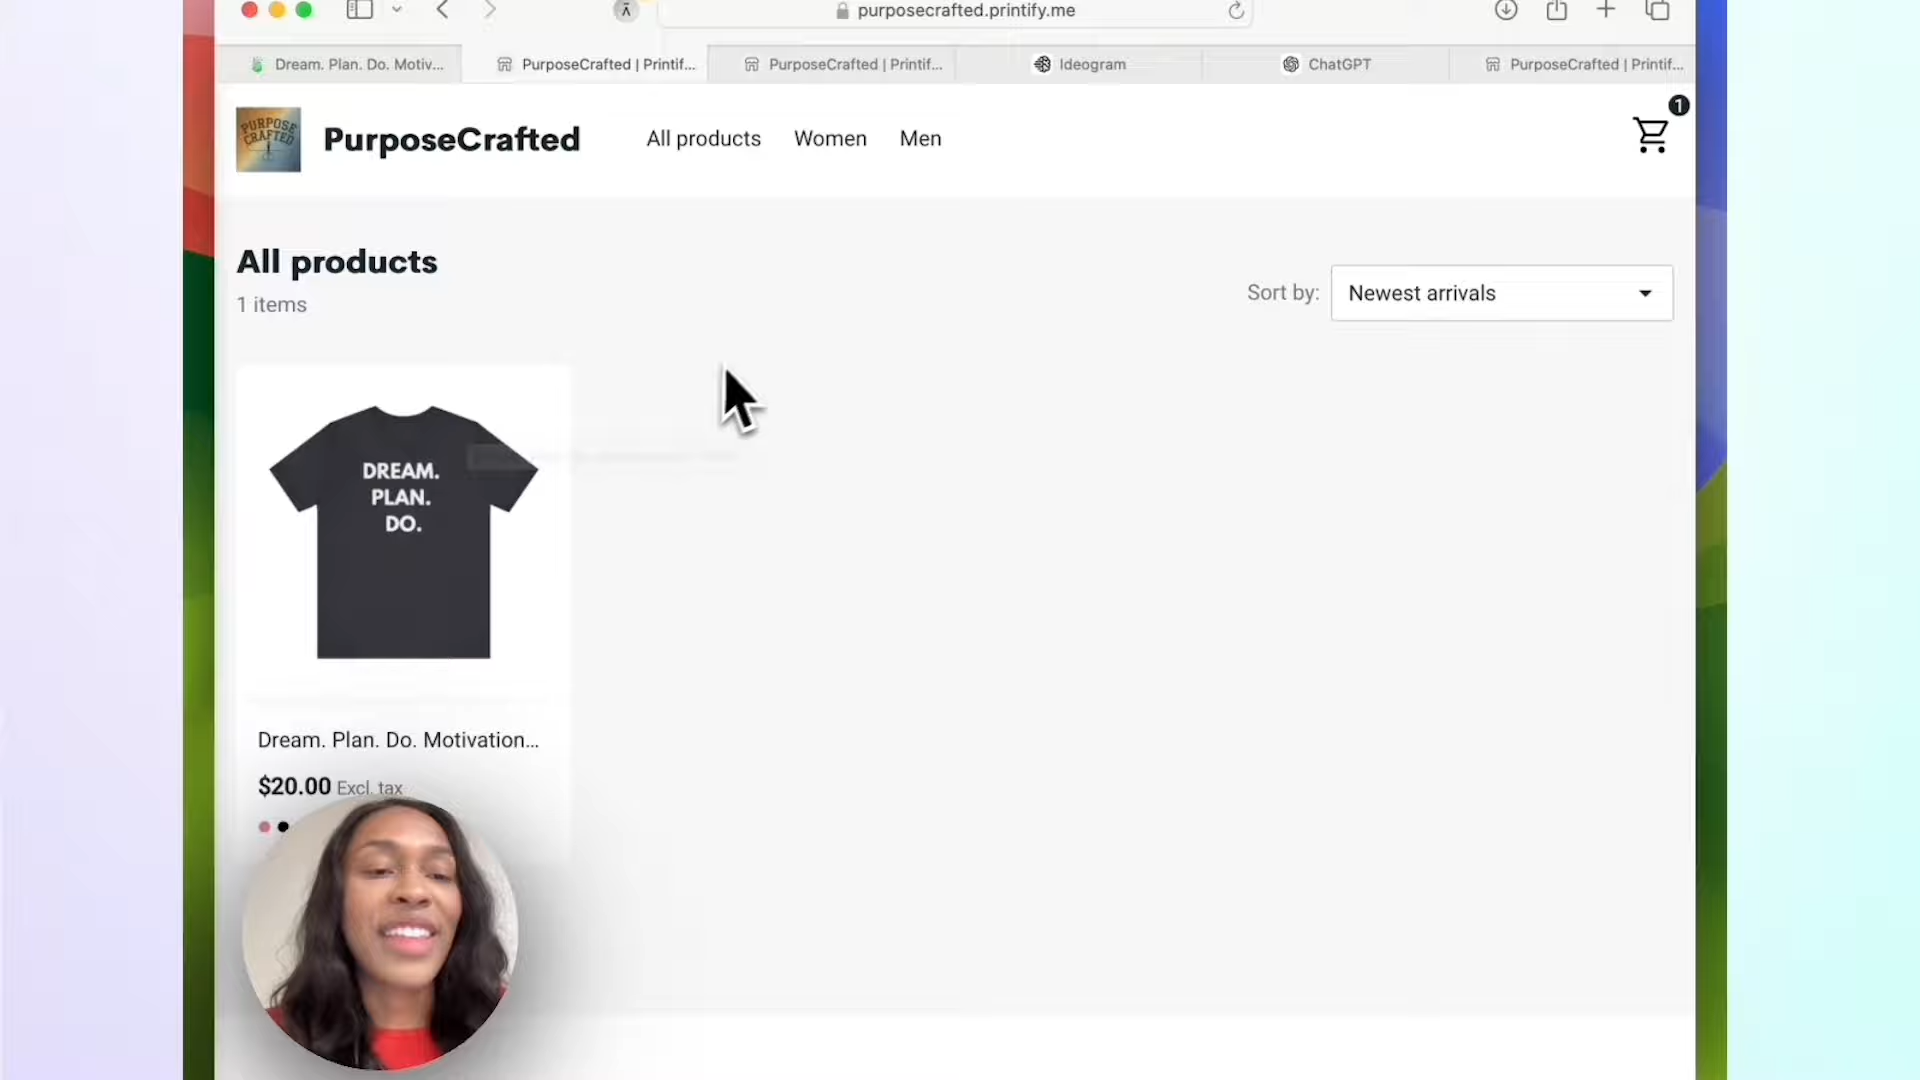 purposecrafted.printify.me
Dream. Plan. Do. Motiv...
PurposeCrafted | Printif...
PurposeCrafted | Printif...
Ideogram
ChatGPT
PurposeCrafted | Printif...
PURPOSE
CRAFTED
PurposeCrafted
All products
Women
Men
1
All products
1 items
Sort by:
Newest arrivals
DREAM.
PLAN.
DO.
Dream. Plan. Do. Motivation...
$20.00 Excl. tax